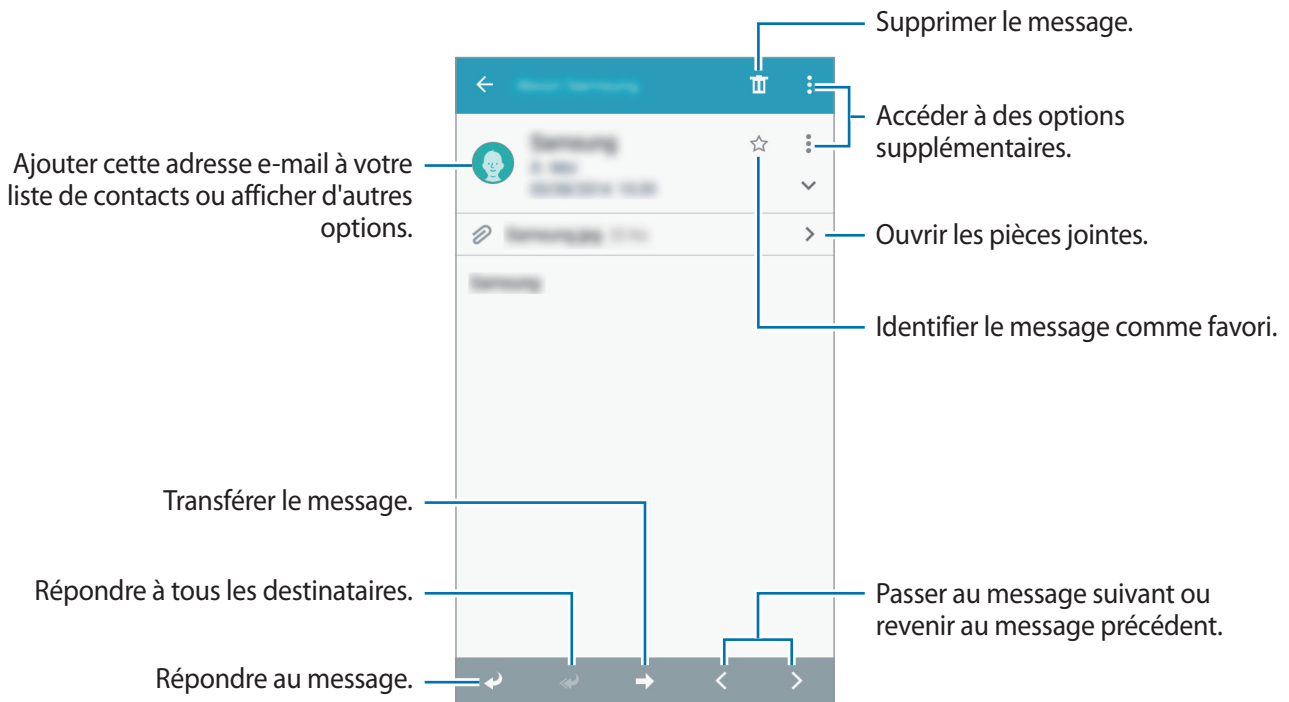 Supprimer le message.
Accéder à des options
supplémentaires.
Ajouter cette adresse e-mail à votre
liste de contacts ou afficher d'autres
options.
Ouvrir les pièces jointes.
Identifier le message comme favori.
Transférer le message.
Répondre à tous les destinataires.
Passer au message suivant ou
revenir au message précédent.
Répondre au message.